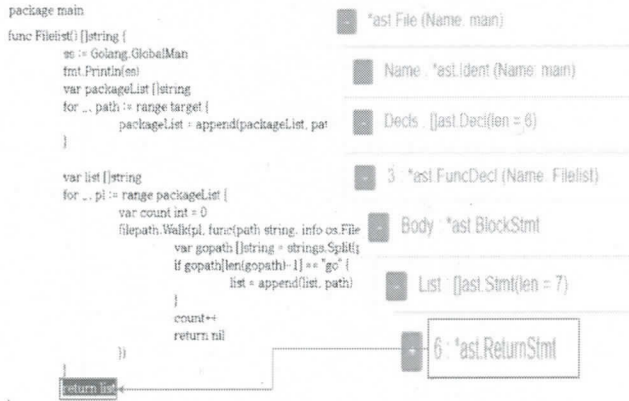 package main
func Filelist() []string {
ss := Golang.GlobalMan
fmt.Println(ss)
var packageList []string
for _, path := range target {
packageList = append(packageList, pat
}
var list []string
for _, pl := range packageList {
var count int = 0
filepath.Walk(pl, func(path string, info os.File
var gopath []string = strings.Split(
if gopath[len(gopath)-1] == "go" {
list = append(list, path)
}
count++
return nil
})
}
return list
*ast.File (Name: main)
Name : *ast.Ident (Name: main)
Decls : []ast.Decl(len = 6)
3 : *ast.FuncDecl (Name: Filelist)
Body : *ast.BlockStmt
List : []ast.Stmt(len = 7)
6 : *ast.ReturnStmt